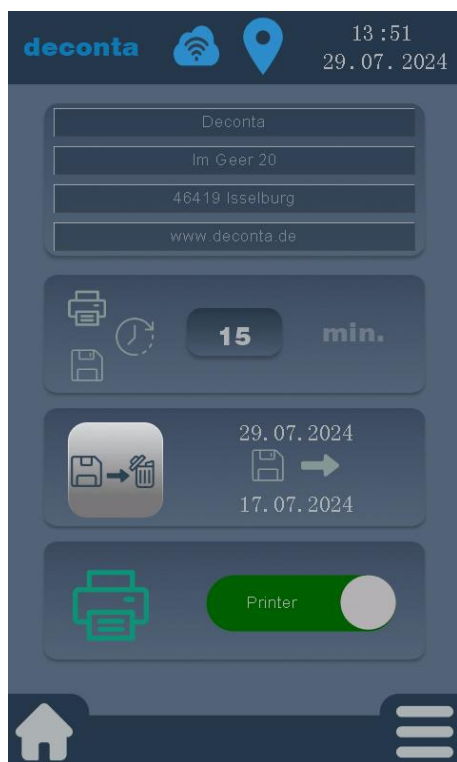 deconta
13:51
29.07.2024
Deconta
Im Geer 20
46419 Isselburg
www.deconta.de
15 min.
29.07.2024
17.07.2024
Printer